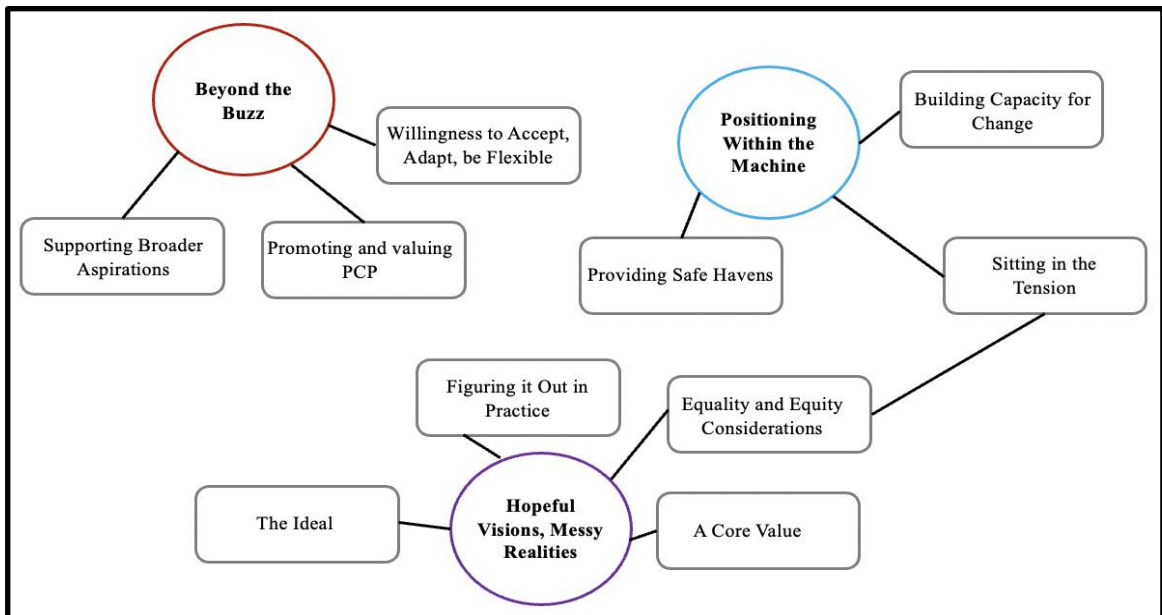 Beyond the
Buzz
Willingness to Accept,
Adapt, be Flexible
Supporting Broader
Aspirations
Promoting and valuing
PCP
Positioning
Within the
Machine
Building Capacity for
Change
Providing Safe Havens
Sitting in the
Tension
Figuring it Out in
Practice
Equality and Equity
Considerations
The Ideal
Hopeful
Visions, Messy
Realities
A Core Value